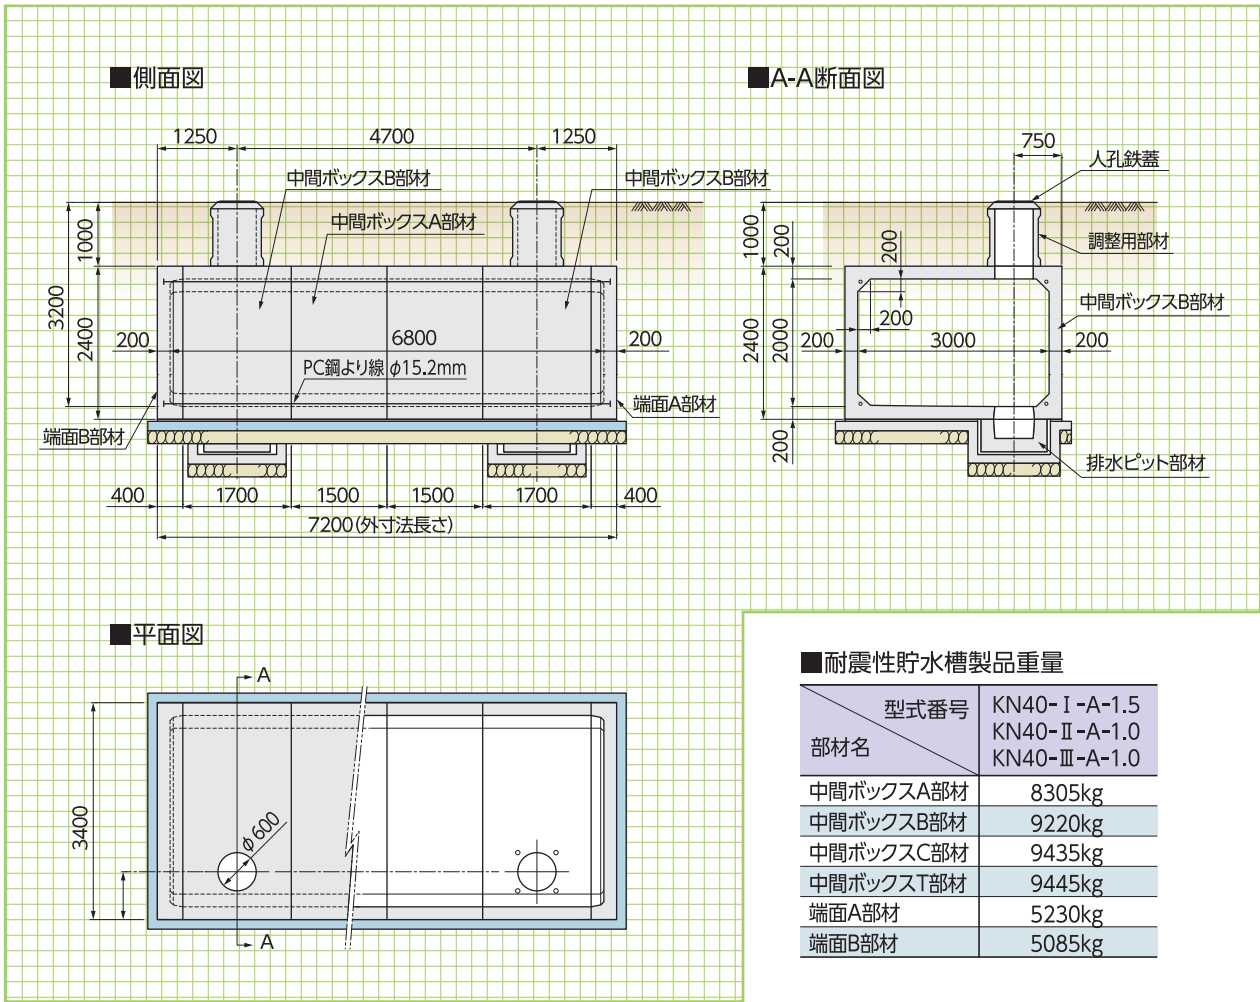 ■側面図
1250
4700
1250
中間ボックスB部材
中間ボックスB部材
中間ボックスA部材
1000
3200
2400
200
6800
200
PC鋼より線 φ15.2mm
端面A部材
端面B部材
400
1700
1500
1500
1700
400
7200(外寸法長さ)
■A-A断面図
750
人孔鉄蓋
1000
200
200
調整用部材
中間ボックスB部材
200
2400
2000
200
3000
200
200
排水ピット部材
■平面図
A
3400
φ600
A
■耐震性貯水槽製品重量
型式番号
部材名
KN40-Ⅰ-A-1.5
KN40-Ⅱ-A-1.0
KN40-Ⅲ-A-1.0
中間ボックスA部材 8305kg
中間ボックスB部材 9220kg
中間ボックスC部材 9435kg
中間ボックスT部材 9445kg
端面A部材 5230kg
端面B部材 5085kg